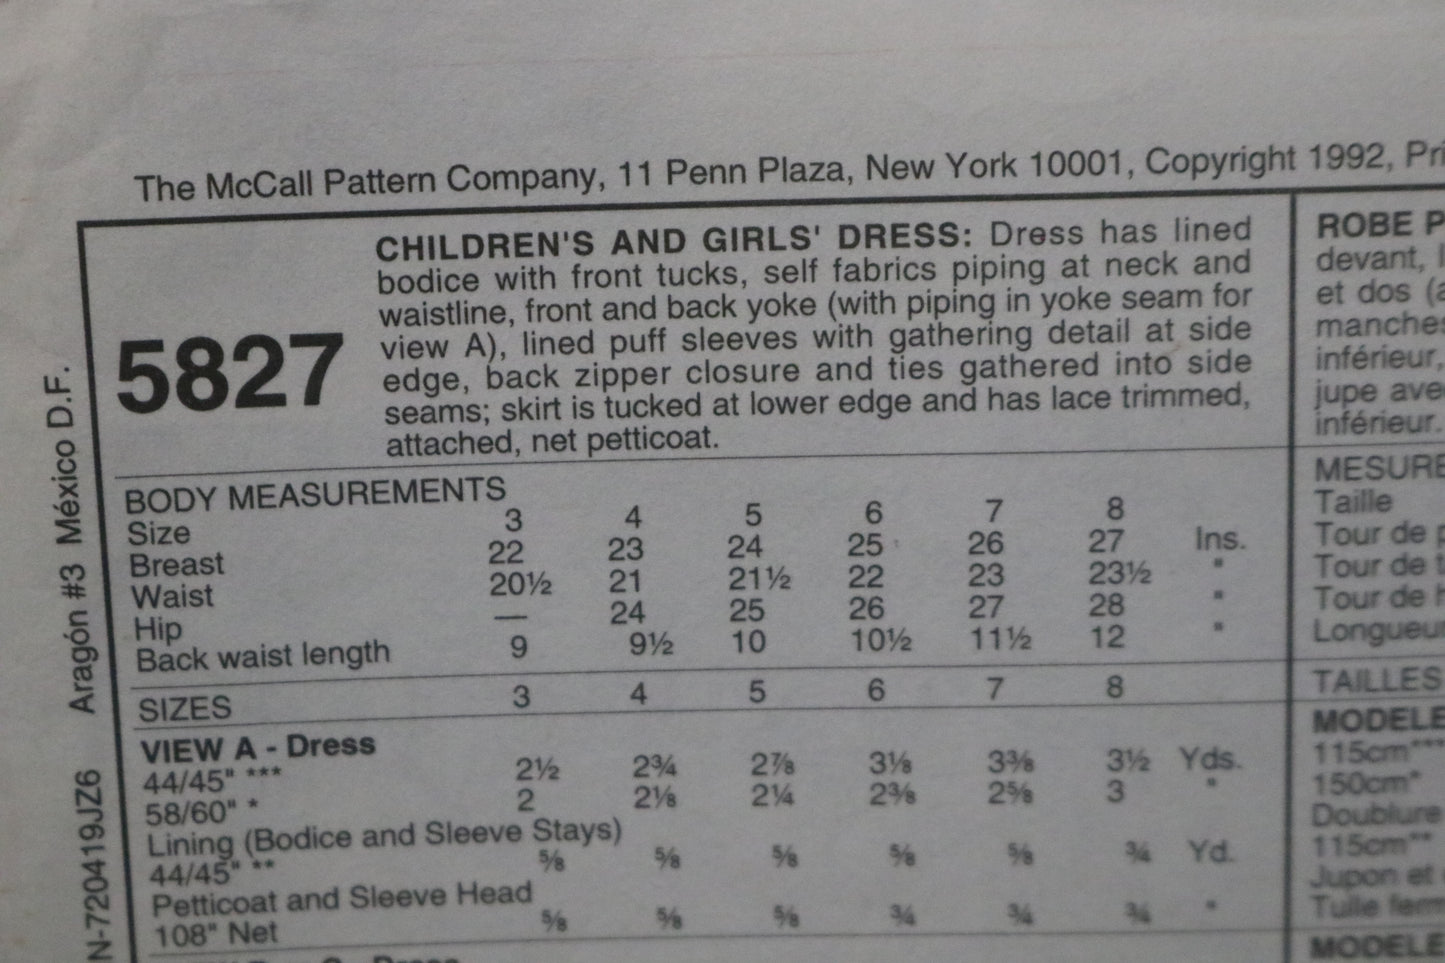 The McCall Pattern Company, 11 Penn Plaza, New York 10001, Copyright 1992,
5827
CHILDREN'S AND GIRLS' DRESS: Dress has lined
bodice with front tucks, self fabrics piping at neck and
waistline, front and back yoke (with piping in yoke seam for
view A), lined puff sleeves with gathering detail at side
edge, back zipper closure and ties gathered into side
seams; skirt is tucked at lower edge and has lace trimmed,
attached, net petticoat.
BODY MEASUREMENTS
Size 3 4 5 6 7 8
Breast 22 23 24 25 26 27 Ins.
Waist 20½ 21 21½ 22 23 23½ "
Hip — 24 25 26 27 28 "
Back waist length 9 9½ 10 10½ 11½ 12 "
SIZES 3 4 5 6 7 8
VIEW A - Dress
44/45" *** 2½ 2¾ 2⅞ 3⅛ 3⅜ 3½ Yds.
58/60" * 2 2⅛ 2¼ 2⅜ 2⅝ 3 "
Lining (Bodice and Sleeve Stays)
44/45" ** ⅝ ⅝ ⅝ ⅝ ⅝ ¾ Yd.
Petticoat and Sleeve Head
108" Net ⅝ ⅝ ⅝ ¾ ¾ ¾ "
ROBE
devant,
et dos
manches
inférieur,
jupe
inférieur.
MESURE
Taille
Tour de
Tour de
Tour de
Longueur
TAILLES
MODELE
115cm***
150cm*
Doublure
115cm**
Jupon et
Tulle
MODELE
Aragón #3 México D.F.
N-720419JZ6